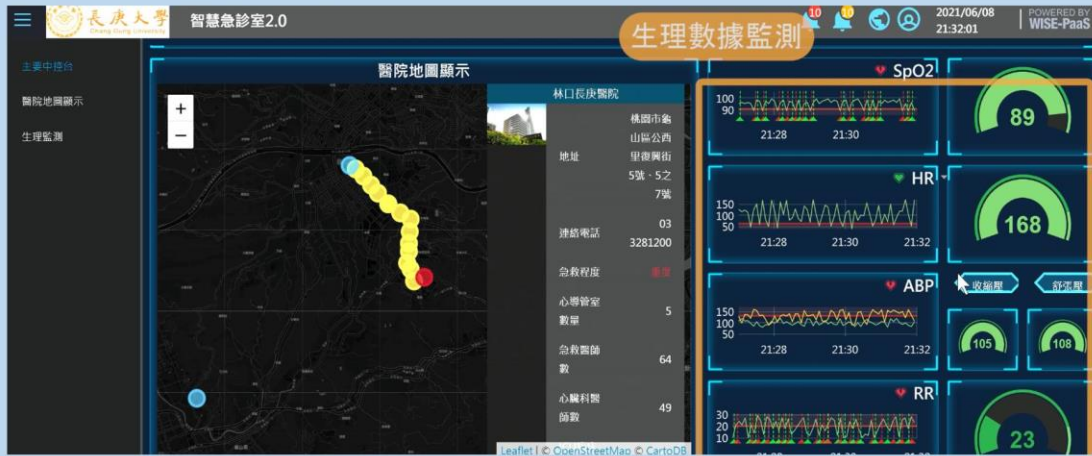 長庚大學
Chang Gung University
智慧急診室2.0
10
10
2021/06/08
21:32:01
POWERED BY
WISE-PaaS
生理數據監測
主要中控台
醫院地圖顯示
生理監測
醫院地圖顯示
+
−
林口長庚醫院
地址
桃園市龜
山區公西
里復興街
5號、5之
7號
連絡電話
03
3281200
急救程度
重度
心導管室
數量
5
急救醫師
數
64
心臟科醫
師數
49
Leaflet | © OpenStreetMap © CartoDB
SpO2
100
90
21:28
21:30
89
HR
150
100
50
21:28
21:30
21:32
168
ABP
150
100
50
21:28
21:30
21:32
收縮壓
舒張壓
105
108
RR
30
20
10
23